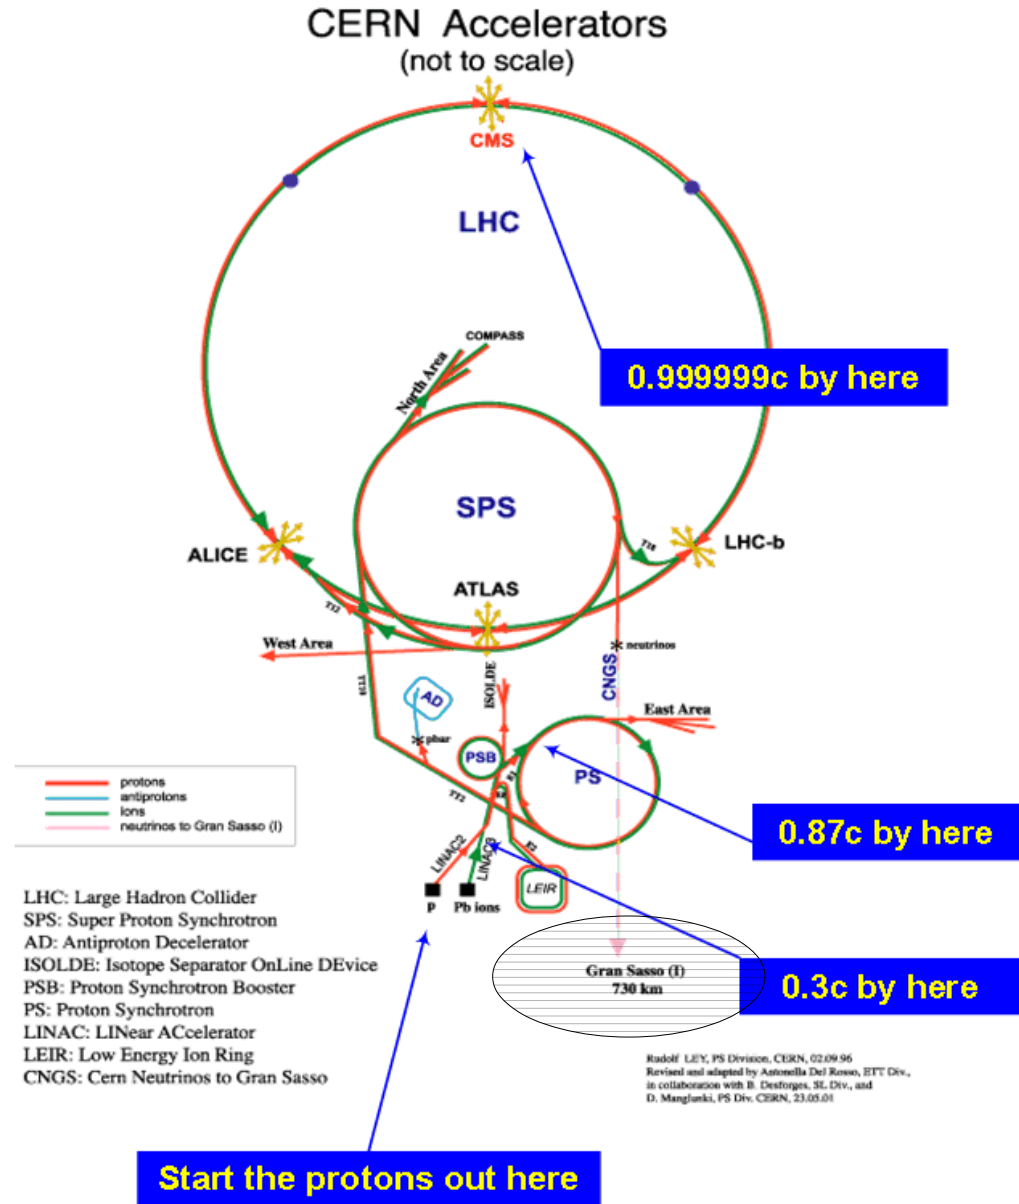 CERN Accelerators
(not to scale)
CMS
LHC
0.999999c by here
COMPASS
North Area
SPS
TI8
LHC-b
ALICE
ATLAS
TI2
West Area
neutrinos
CNGS
ISOLDE
TT10
AD
East Area
pbar
PSB
PS
E1
TT2
protons
antiprotons
ions
neutrinos to Gran Sasso (I)
0.87c by here
LINAC2
LINAC3
E2
LEIR
p
Pb ions
LHC: Large Hadron Collider
SPS: Super Proton Synchrotron
AD: Antiproton Decelerator
ISOLDE: Isotope Separator OnLine DEvice
PSB: Proton Synchrotron Booster
PS: Proton Synchrotron
LINAC: LINear ACcelerator
LEIR: Low Energy Ion Ring
CNGS: Cern Neutrinos to Gran Sasso
Gran Sasso (I)
730 km
0.3c by here
Rudolf LEY, PS Division, CERN, 02.09.96
Revised and adapted by Antonella Del Rosso, ETT Div.,
in collaboration with B. Desforges, SL Div., and
D. Manglunki, PS Div. CERN, 23.05.01
Start the protons out here